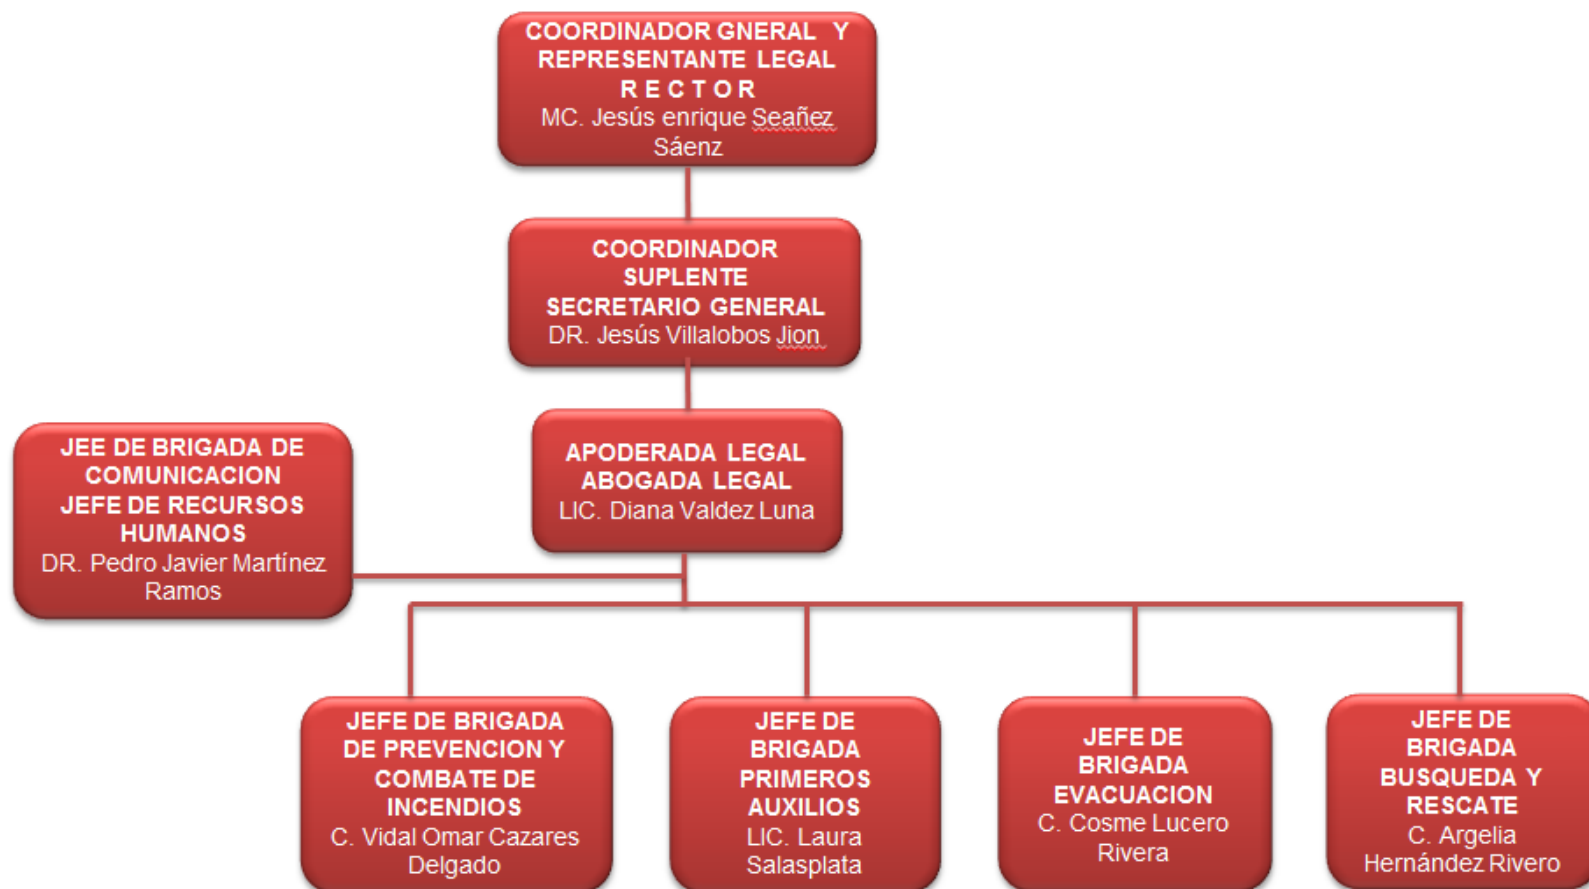 COORDINADOR GNERAL Y
REPRESENTANTE LEGAL
R E C T O R
MC. Jesús enrique Seañez
Sáenz
COORDINADOR
SUPLENTE
SECRETARIO GENERAL
DR. Jesús Villalobos Jion
APODERADA LEGAL
ABOGADA LEGAL
LIC. Diana Valdez Luna
JEE DE BRIGADA DE
COMUNICACION
JEFE DE RECURSOS
HUMANOS
DR. Pedro Javier Martínez
Ramos
JEFE DE BRIGADA
DE PREVENCION Y
COMBATE DE
INCENDIOS
C. Vidal Omar Cazares
Delgado
JEFE DE
BRIGADA
PRIMEROS
AUXILIOS
LIC. Laura
Salasplata
JEFE DE
BRIGADA
EVACUACION
C. Cosme Lucero
Rivera
JEFE DE
BRIGADA
BUSQUEDA Y
RESCATE
C. Argelia
Hernández Rivero